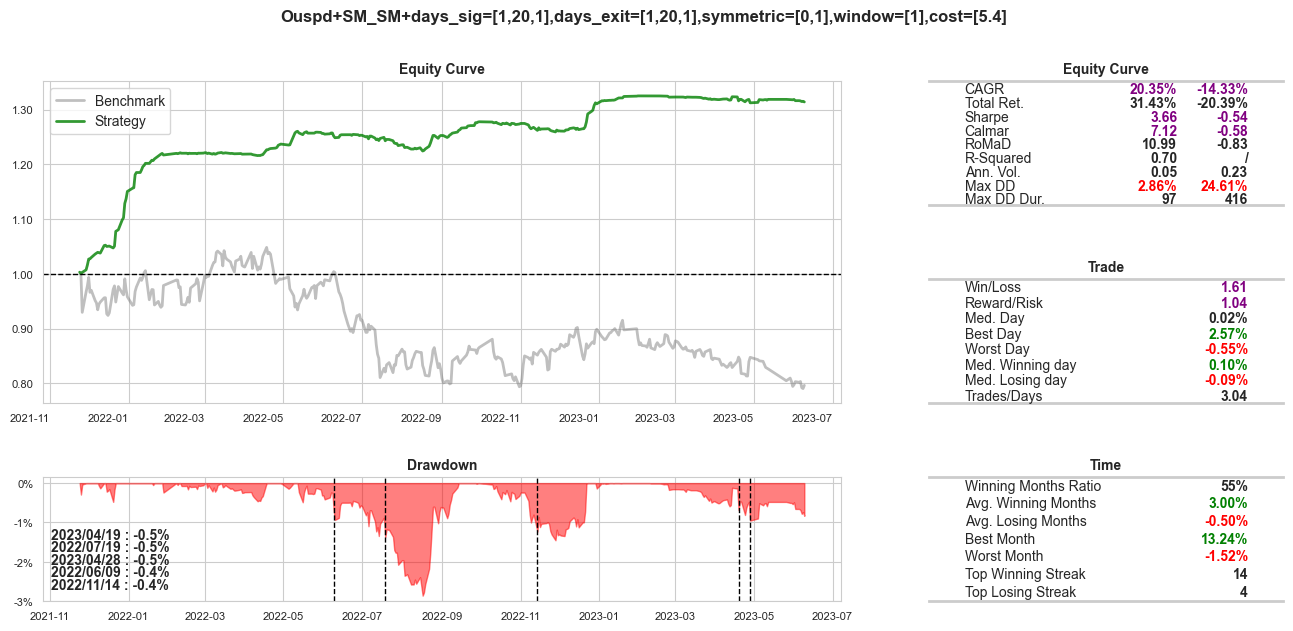 Ouspd+SM_SM+days_sig=[1,20,1],days_exit=[1,20,1],symmetric=[0,1],window=[1],cost=[5.4]
Equity Curve
Benchmark
Strategy
1.30
1.20
1.10
1.00
0.90
0.80
2021-11 2022-01 2022-03 2022-05 2022-07 2022-09 2022-11 2023-01 2023-03 2023-05 2023-07
Equity Curve
CAGR 20.35% -14.33%
Total Ret. 31.43% -20.39%
Sharpe 3.66 -0.54
Calmar 7.12 -0.58
RoMaD 10.99 -0.83
R-Squared 0.70 /
Ann. Vol. 0.05 0.23
Max DD 2.86% 24.61%
Max DD Dur. 97 416
Trade
Win/Loss 1.61
Reward/Risk 1.04
Med. Day 0.02%
Best Day 2.57%
Worst Day -0.55%
Med. Winning day 0.10%
Med. Losing day -0.09%
Trades/Days 3.04
Drawdown
0%
-1%
-2%
-3%
2023/04/19 : -0.5%
2022/07/19 : -0.5%
2023/04/28 : -0.5%
2022/06/09 : -0.4%
2022/11/14 : -0.4%
2021-11 2022-01 2022-03 2022-05 2022-07 2022-09 2022-11 2023-01 2023-03 2023-05 2023-07
Time
Winning Months Ratio 55%
Avg. Winning Months 3.00%
Avg. Losing Months -0.50%
Best Month 13.24%
Worst Month -1.52%
Top Winning Streak 14
Top Losing Streak 4